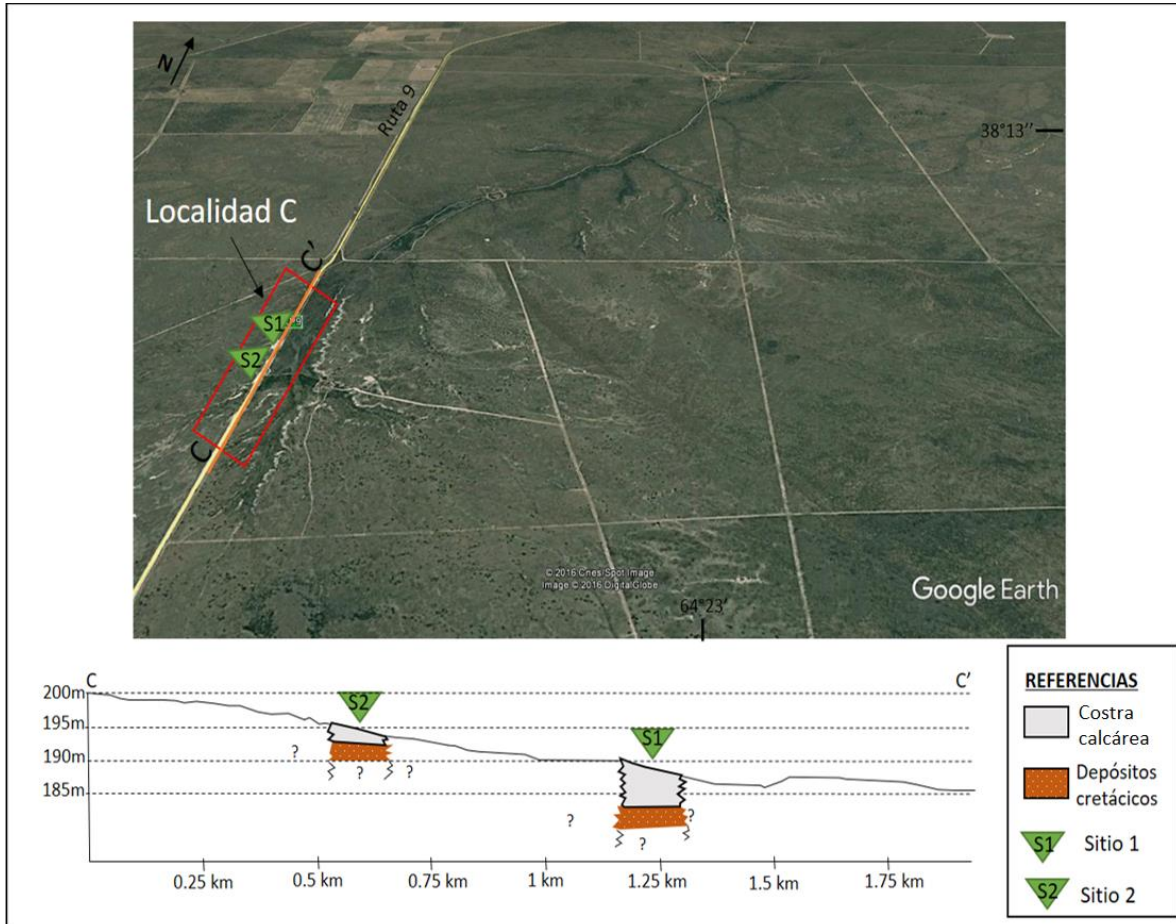 N
Ruta 9
38°13’’
Localidad C
C'
S1
S2
C
© 2016 Cnes/Spot Image
Image © 2016 DigitalGlobe
Google Earth
64°23'
C
C'
200m
195m
190m
185m
S2
S1
?
?
?
?
?
?
0.25 km
0.5 km
0.75 km
1 km
1.25 km
1.5 km
1.75 km
REFERENCIAS
Costra
calcárea
Depósitos
cretácicos
S1
Sitio 1
S2
Sitio 2